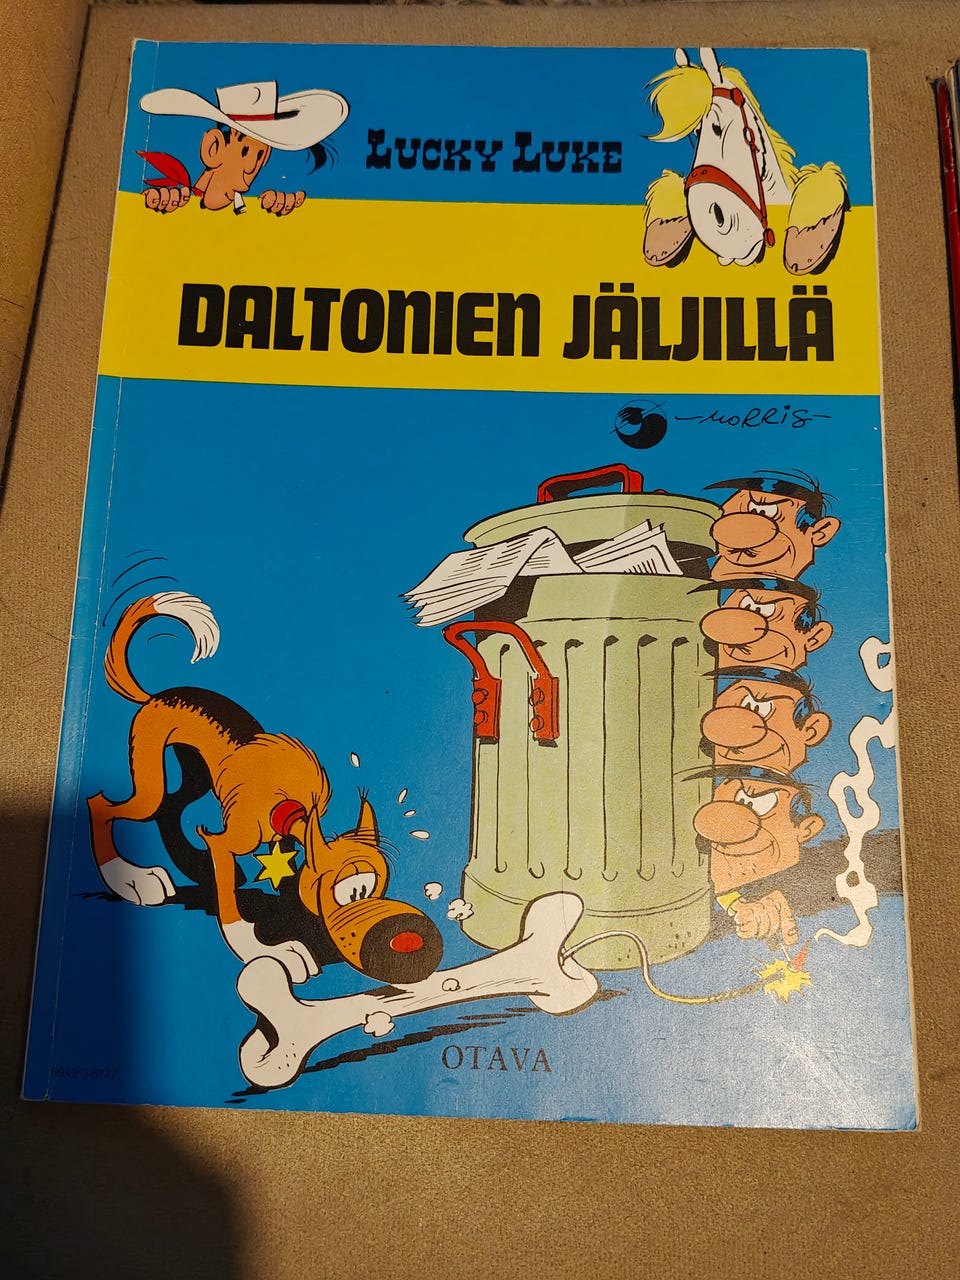 LUCKY LUKE
DALTONIEN JÄLJILLÄ
-MORRIS-
OTAVA